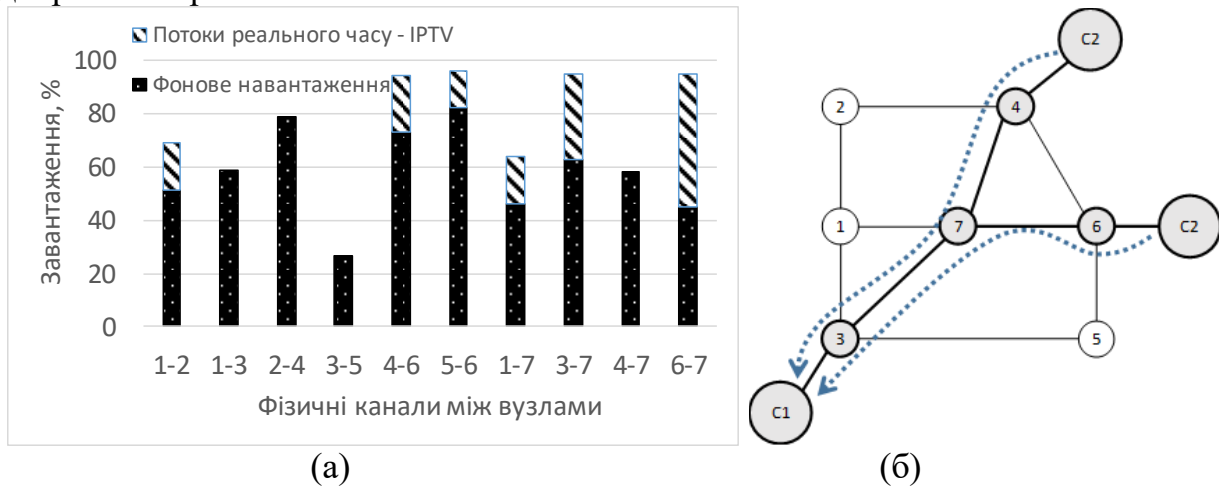 Потоки реального часу - IPTV
Фонове навантаження
Завантаження, %
100
80
60
40
20
0
1-2 1-3 2-4 3-5 4-6 5-6 1-7 3-7 4-7 6-7
Фізичні канали між вузлами
(а)
C2
2
4
1
7
6
C2
3
5
C1
(б)